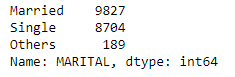 Married    9827
Single     8704
Others      189
Name: MARITAL, dtype: int64